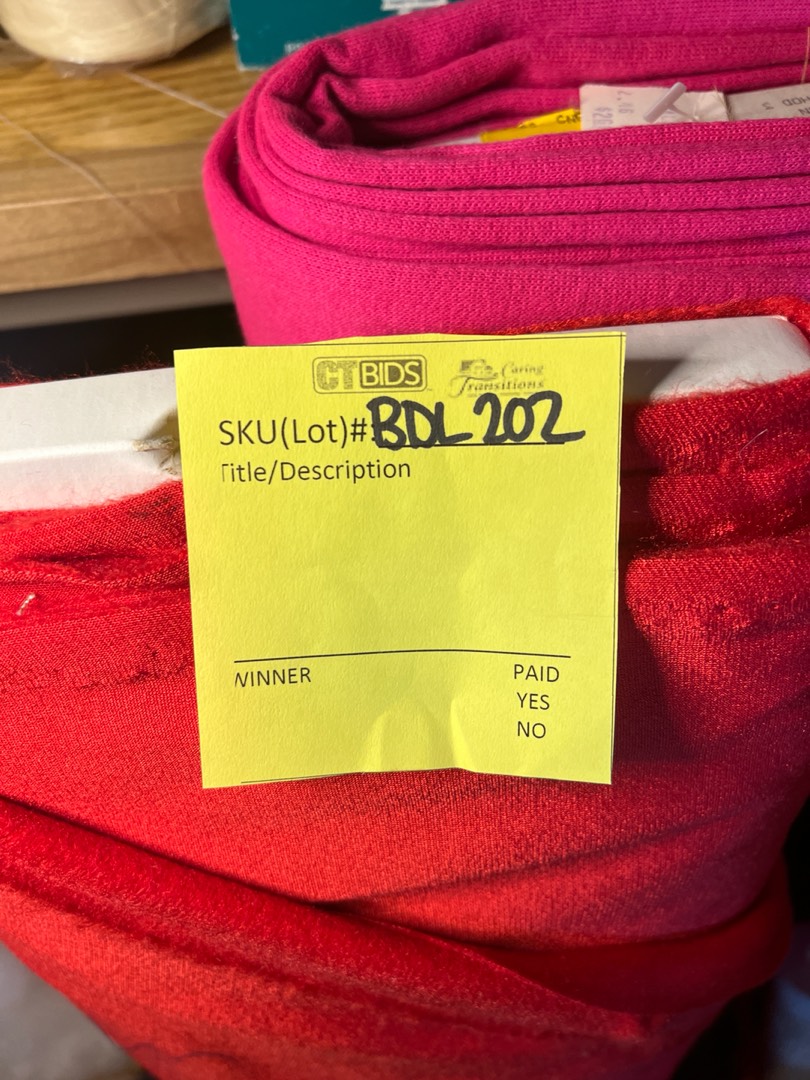 CTBIDS
Caring
Transitions
SKU(Lot)#: BDL 202
Title/Description
WINNER
PAID
YES
NO